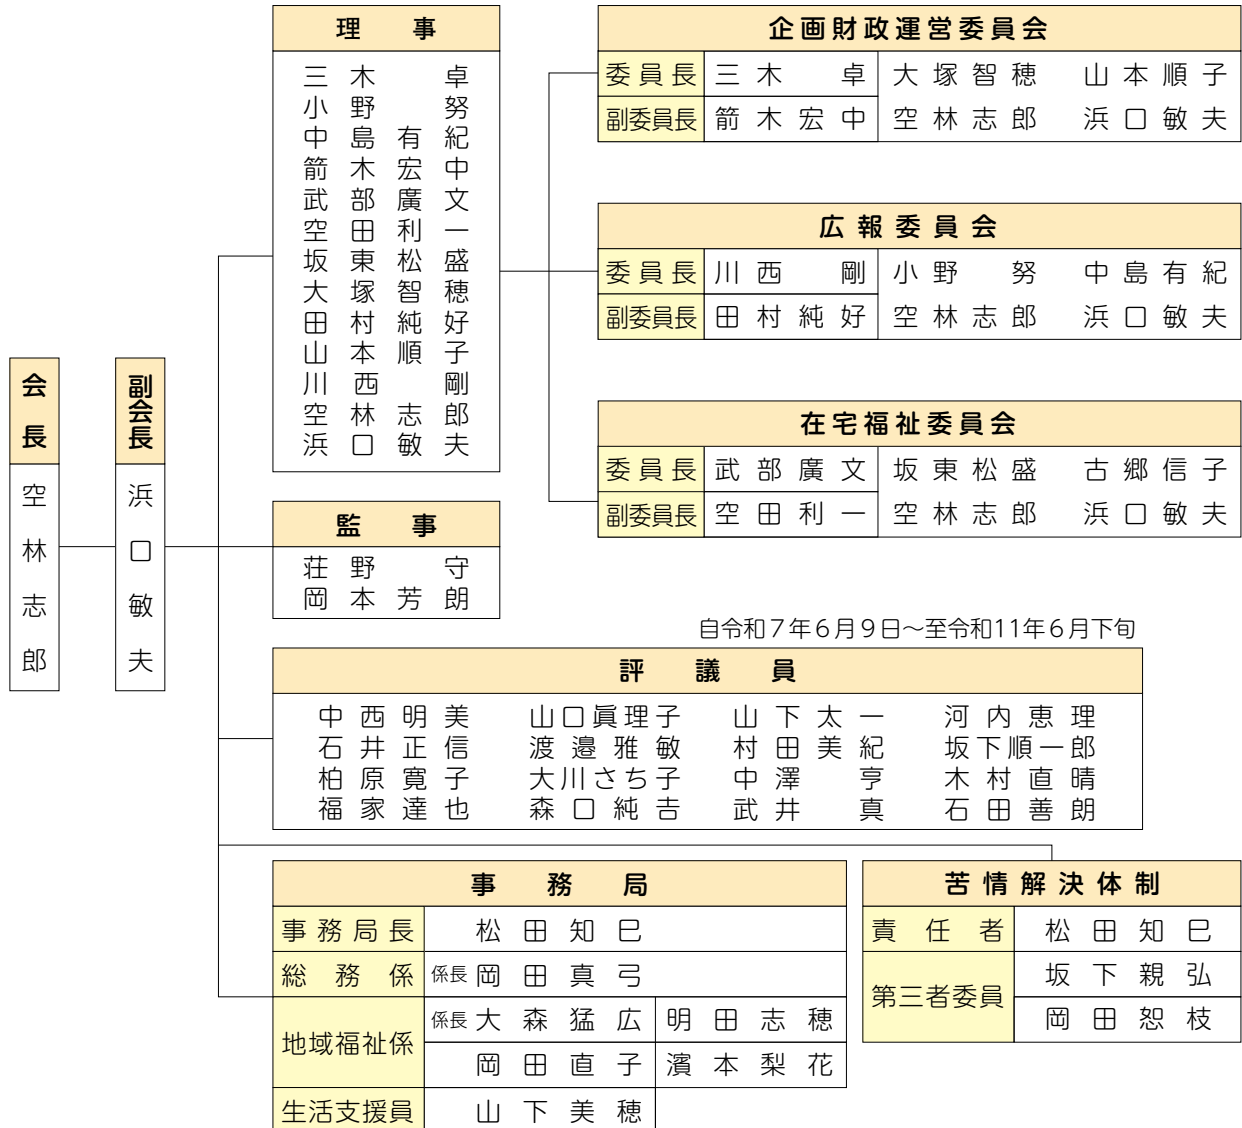 会長
空林志郎
副会長
浜口敏夫
理事
三木卓
小野努
中島有紀
箭木宏中
武部廣文
空田利一
坂東松盛
大塚智穂
田村純好
山本順子
川西剛
空林志郎
浜口敏夫
監事
荘野守
岡本芳朗
企画財政運営委員会
委員長 三木卓 大塚智穂 山本順子
副委員長 箭木宏中 空林志郎 浜口敏夫
広報委員会
委員長 川西剛 小野努 中島有紀
副委員長 田村純好 空林志郎 浜口敏夫
在宅福祉委員会
委員長 武部廣文 坂東松盛 古郷信子
副委員長 空田利一 空林志郎 浜口敏夫
自令和7年6月9日～至令和11年6月下旬
評議員
中西明美 山口眞理子 山下太一 河内恵理
石井正信 渡邉雅敏 村田美紀 坂下順一郎
柏原寛子 大川さち子 中澤亨 木村直晴
福家達也 森口純𠮷 武井真 石田善朗
事務局
事務局長 松田知巳
総務係 係長 岡田真弓
地域福祉係 係長 大森猛広 明田志穂
岡田直子 濱本梨花
生活支援員 山下美穂
苦情解決体制
責任者 松田知巳
第三者委員 坂下親弘
岡田恕枝